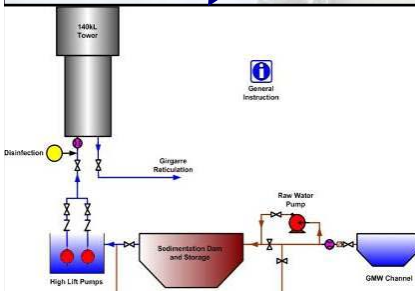 140kL
Tower
General
Instruction
Disinfection
Girgarre
Reticulation
Raw Water
Pump
Sedimentation Dam
and Storage
High Lift Pumps
GMW Channel